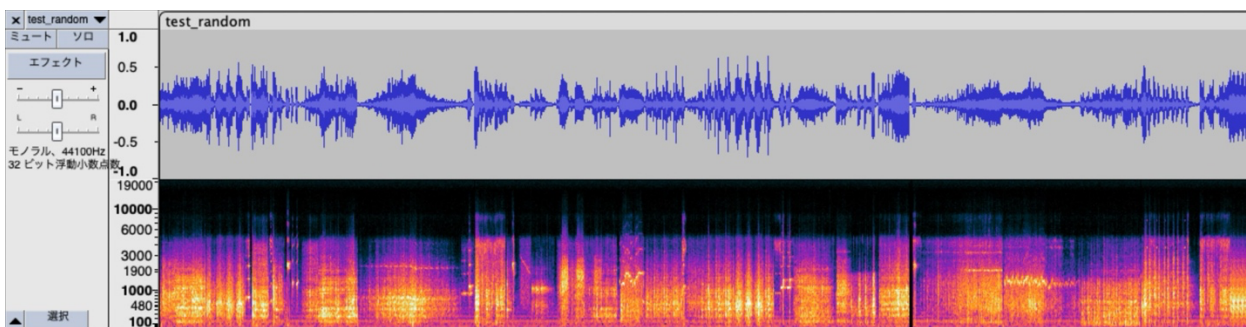 × test_random ▼
test_random
ミュート ソロ
1.0
エフェクト
0.5
- +
0.0
L R
-0.5
モノラル、44100Hz
32 ビット浮動小数点数
-1.0
19000
10000
6000
3000
1900
1000
480
100
▲ 選択